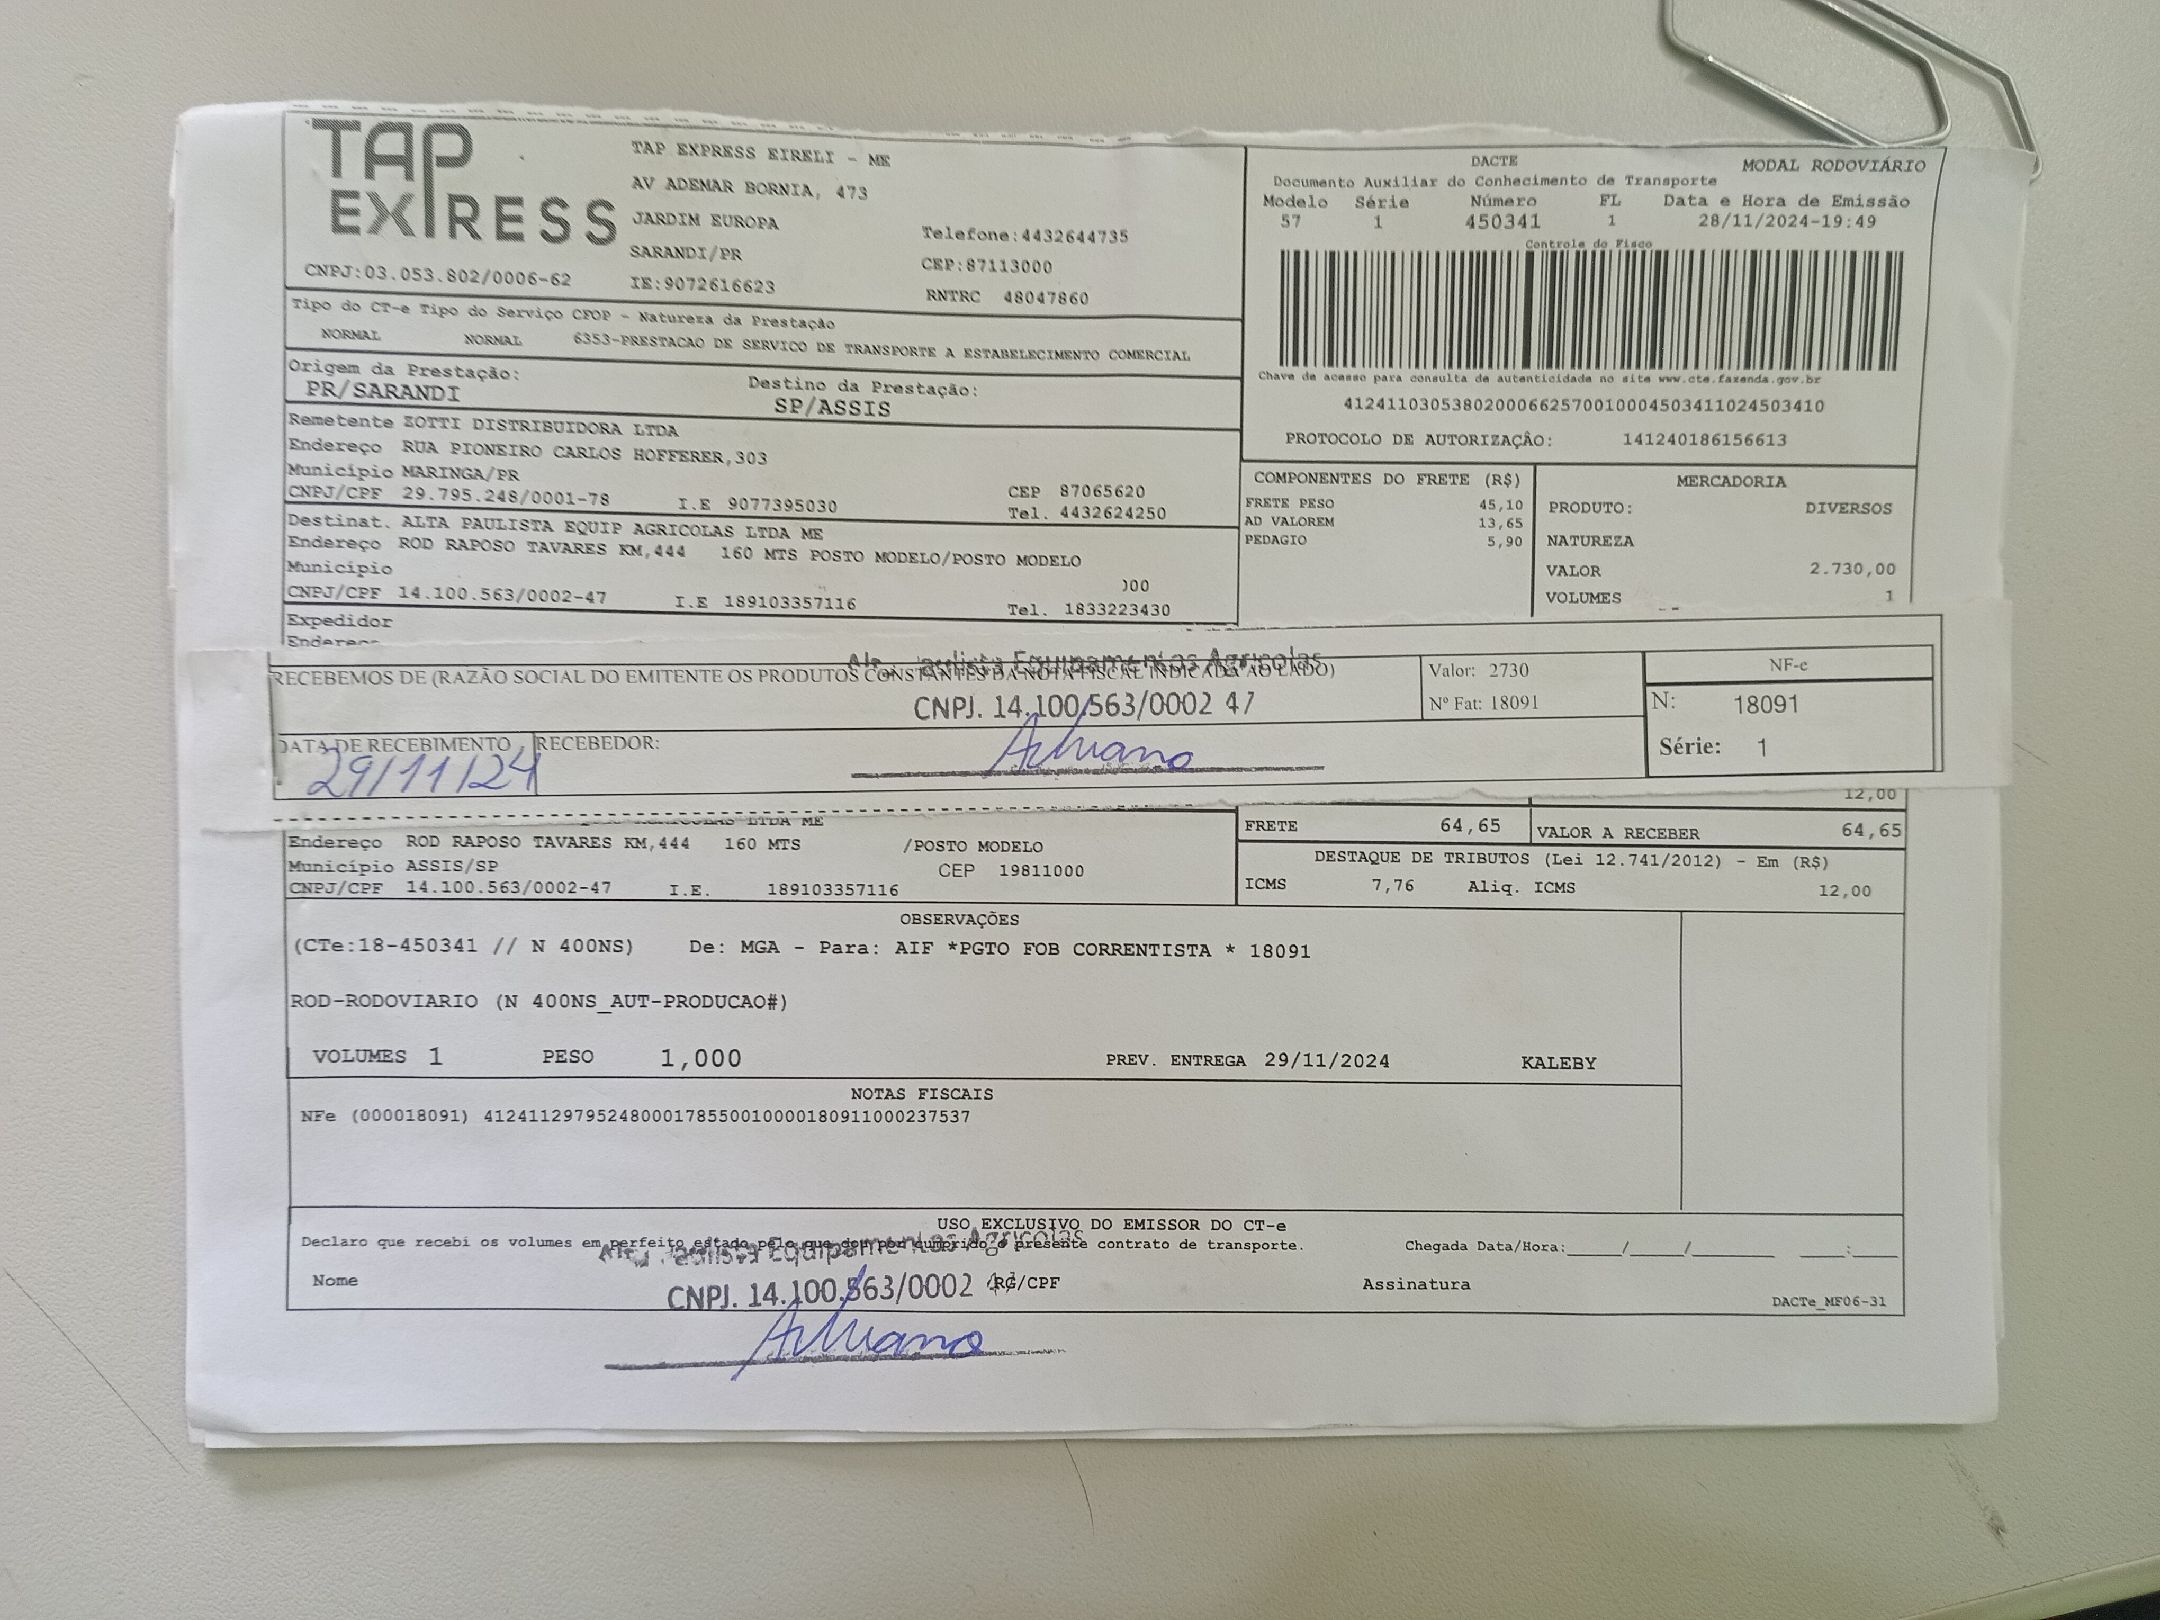 TAP EXPRESS
TAP EXPRESS EIRELI - ME
AV ADEMAR BORNIA, 473
JARDIM EUROPA
SARANDI/PR
IE:9072616623
Telefone:4432644735
CEP:87113000
RNTRC 48047860
CNPJ:03.053.802/0006-62
DACTE MODAL RODOVIÁRIO
Documento Auxiliar do Conhecimento de Transporte
Modelo Série Número FL Data e Hora de Emissão
57 1 450341 1 28/11/2024-19:49
Controle do Fisco
Chave de acesso para consulta de autenticidade no site www.cte.fazenda.gov.br
41241103053802000662570010004503411024503410
PROTOCOLO DE AUTORIZAÇÂO: 141240186156613
Tipo do CT-e Tipo do Serviço CFOP - Natureza da Prestação
NORMAL NORMAL 6353-PRESTACAO DE SERVICO DE TRANSPORTE A ESTABELECIMENTO COMERCIAL
Origem da Prestação: Destino da Prestação:
PR/SARANDI SP/ASSIS
Remetente ZOTTI DISTRIBUIDORA LTDA
Endereço RUA PIONEIRO CARLOS HOFFERER,303
Município MARINGA/PR CEP 87065620
CNPJ/CPF 29.795.248/0001-78 I.E 9077395030 Tel. 4432624250
Destinat. ALTA PAULISTA EQUIP AGRICOLAS LTDA ME
Endereço ROD RAPOSO TAVARES KM,444 160 MTS POSTO MODELO/POSTO MODELO
Município 000
CNPJ/CPF 14.100.563/0002-47 I.E 189103357116 Tel. 1833223430
Expedidor
COMPONENTES DO FRETE (R$)
FRETE PESO 45,10
AD VALOREM 13,65
PEDAGIO 5,90
MERCADORIA
PRODUTO: DIVERSOS
NATUREZA
VALOR 2.730,00
VOLUMES 1
Equipamentos Agricolas
RECEBEMOS DE (RAZÃO SOCIAL DO EMITENTE OS PRODUTOS CONSTANTES DA NOTA FISCAL INDICADA AO LADO)
CNPJ. 14.100.563/0002 47
Valor: 2730
Nº Fat: 18091
NF-e
N: 18091
Série: 1
DATA DE RECEBIMENTO RECEBEDOR:
29/11/24 Adriano
12,00
LTDA ME
Endereço ROD RAPOSO TAVARES KM,444 160 MTS /POSTO MODELO
Município ASSIS/SP CEP 19811000
CNPJ/CPF 14.100.563/0002-47 I.E. 189103357116
FRETE 64,65 VALOR A RECEBER 64,65
DESTAQUE DE TRIBUTOS (Lei 12.741/2012) - Em (R$)
ICMS 7,76 Aliq. ICMS 12,00
OBSERVAÇÕES
(CTe:18-450341 // N 400NS) De: MGA - Para: AIF *PGTO FOB CORRENTISTA * 18091
ROD-RODOVIARIO (N 400NS_AUT-PRODUCAO#)
VOLUMES 1 PESO 1,000 PREV. ENTREGA 29/11/2024 KALEBY
NOTAS FISCAIS
NFe (000018091) 41241129795248000178550010000180911000237537
USO EXCLUSIVO DO EMISSOR DO CT-e
Declaro que recebi os volumes em perfeito estado pelo que dou por cumprido o presente contrato de transporte. Chegada Data/Hora:____/____/______ ____:____
Equipamentos Agricolas
Nome RG/CPF Assinatura
CNPJ. 14.100.563/0002
DACTe_MF06-31
Adriano